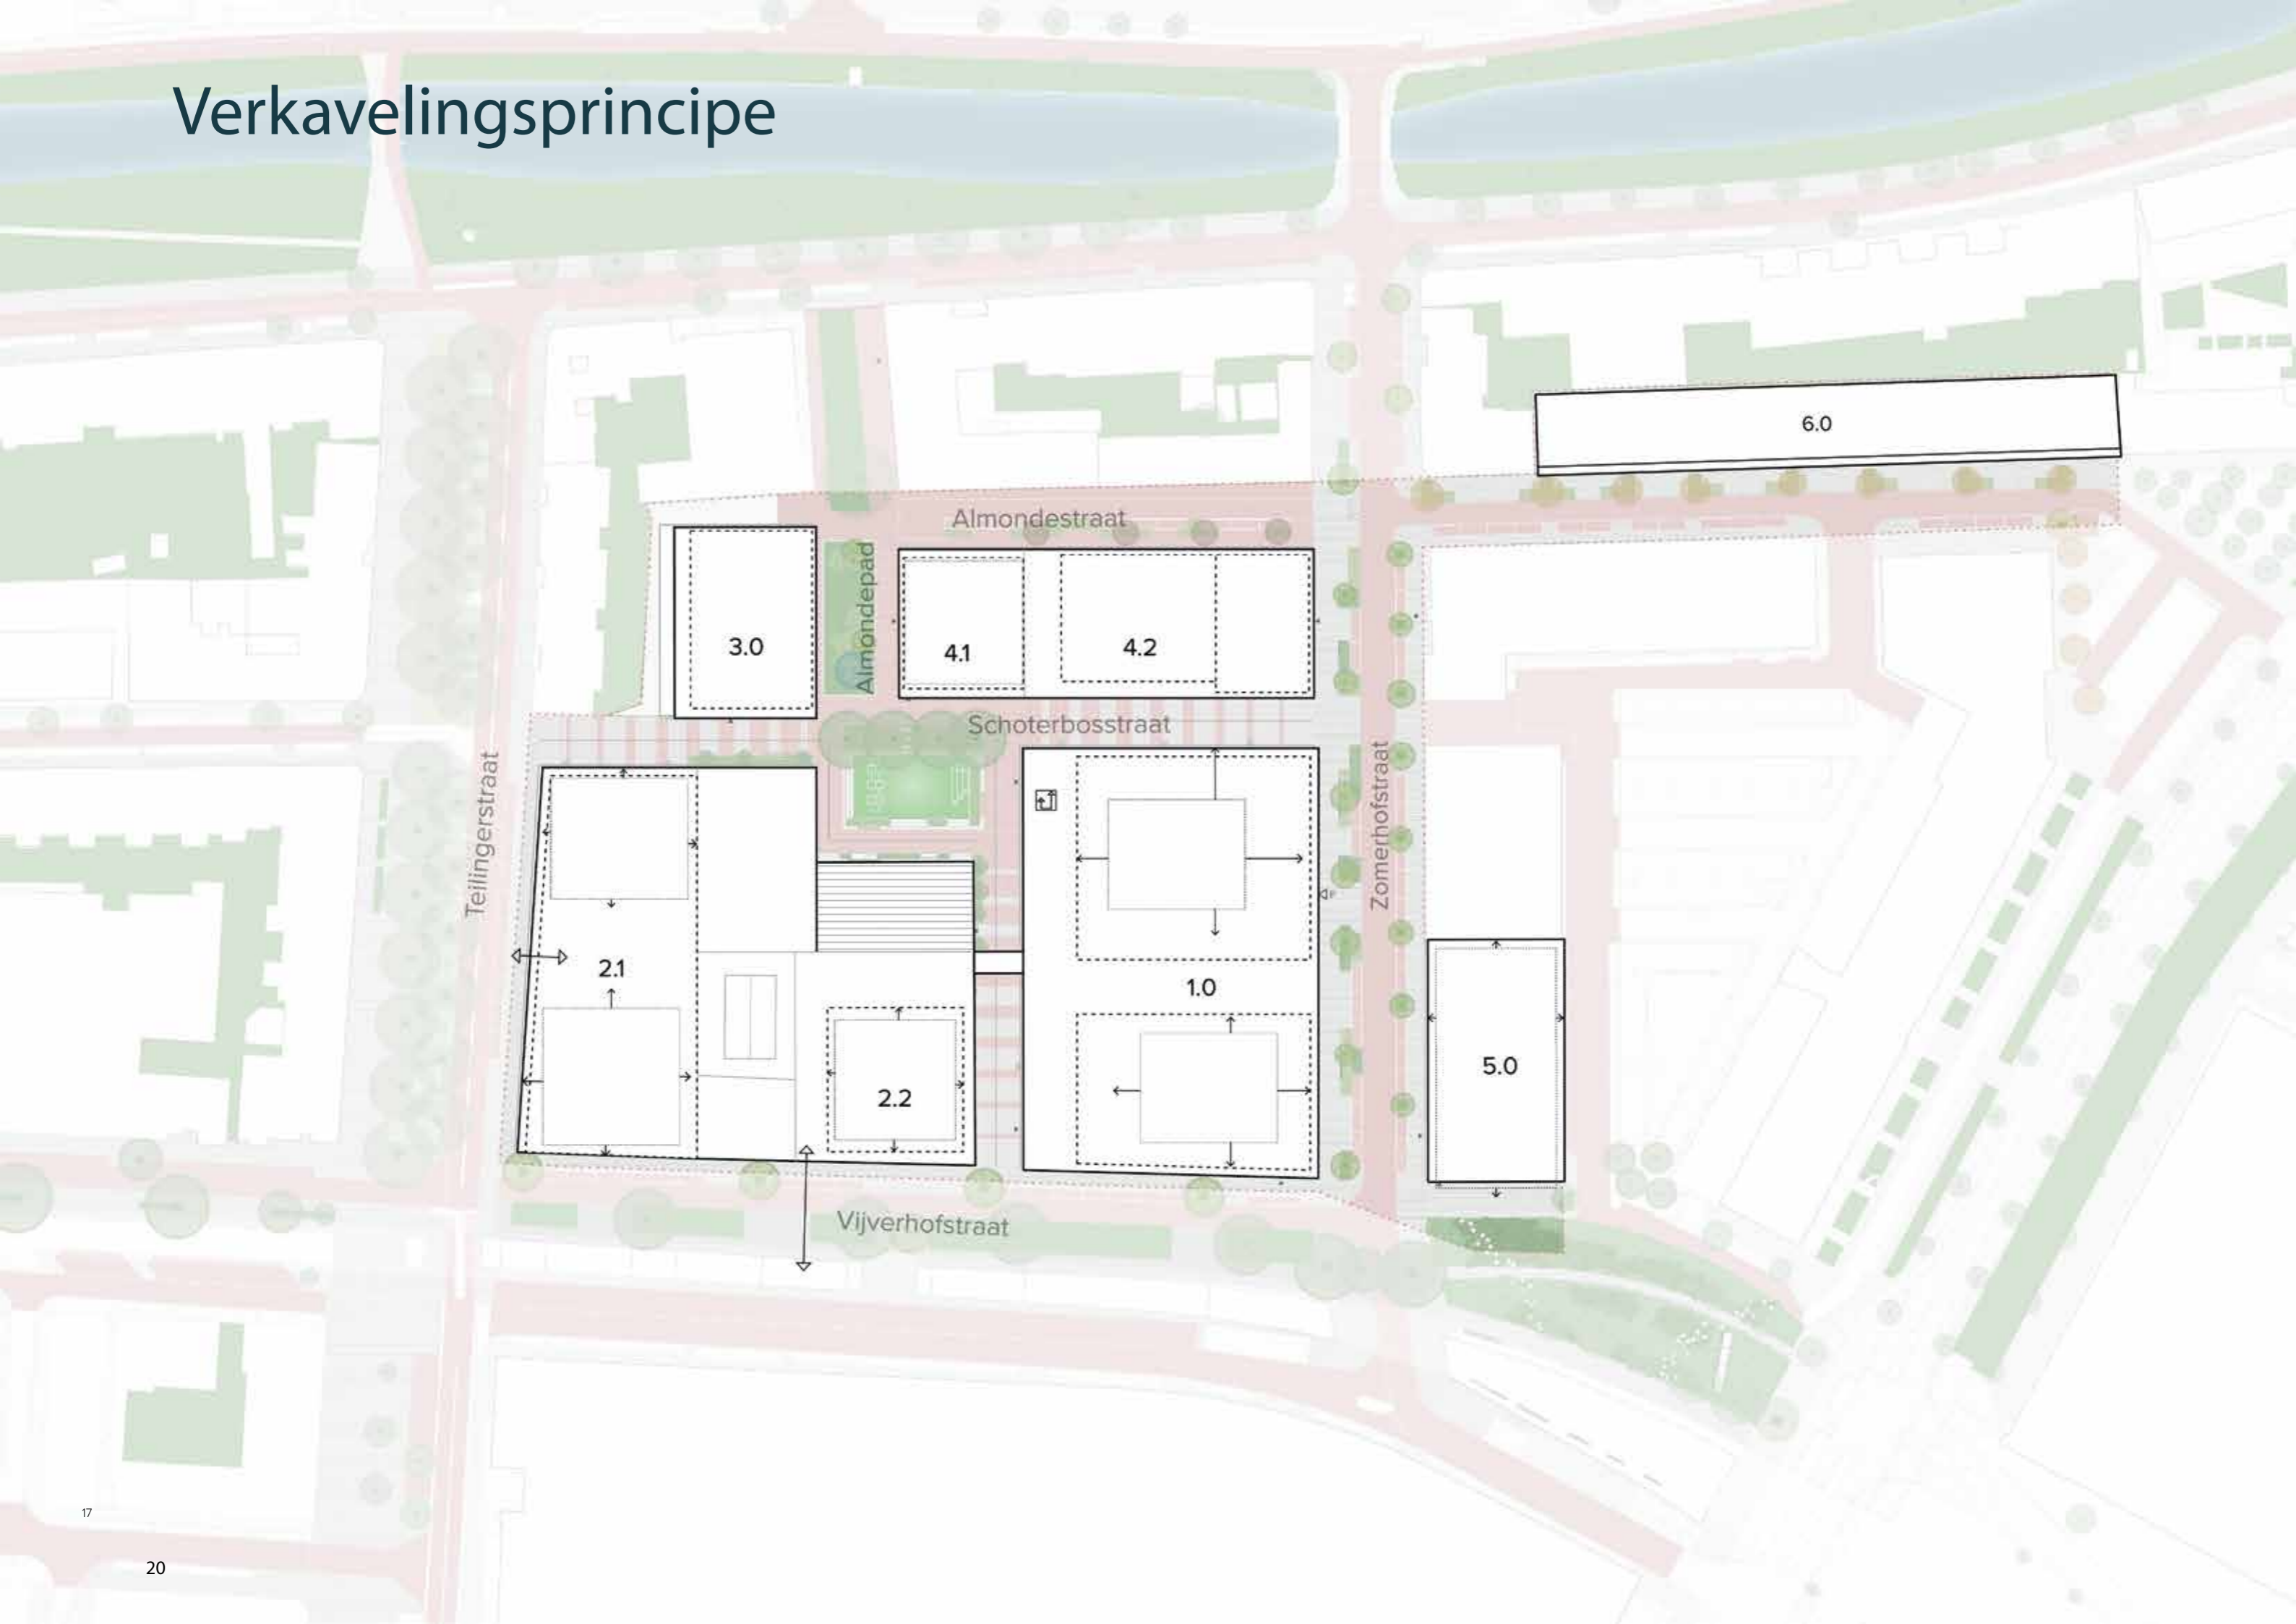 Verkavelingsprincipe
6.0
Almondestraat
Almondepad
3.0
4.1
4.2
Schoterbosstraat
Teilingerstraat
Zomerhofstraat
2.1
1.0
5.0
2.2
Vijverhofstraat
17
20